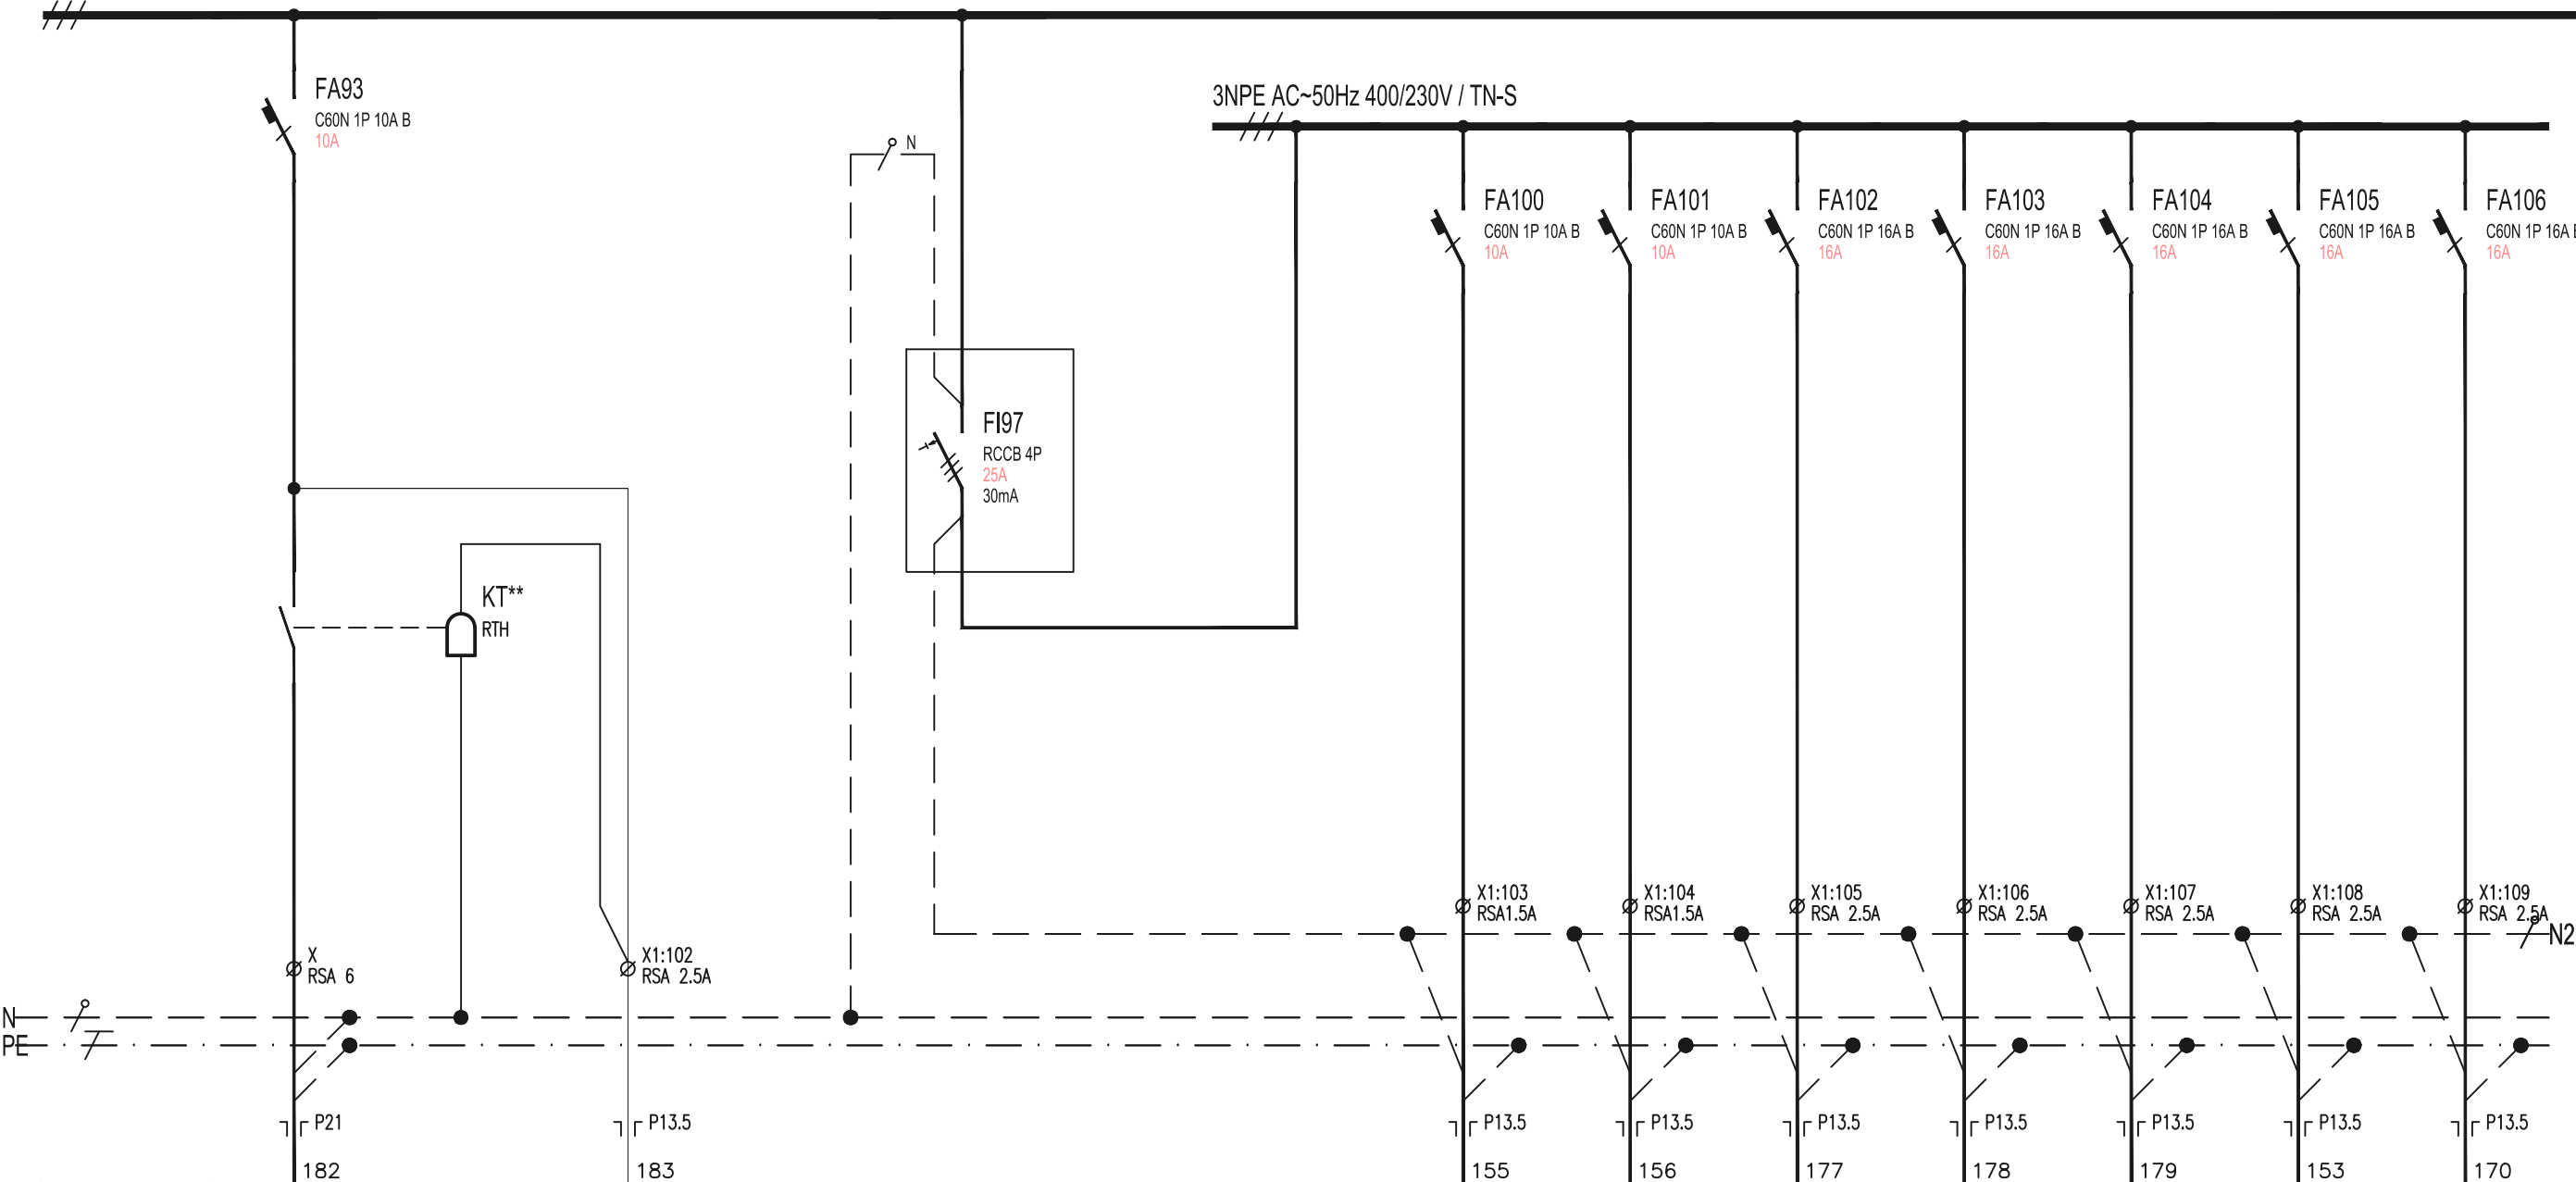 FA93
C60N 1P 10A B
10A
3NPE AC~50Hz 400/230V / TN-S
N
FA100
C60N 1P 10A B
10A
FA101
C60N 1P 10A B
10A
FA102
C60N 1P 16A B
16A
FA103
C60N 1P 16A B
16A
FA104
C60N 1P 16A B
16A
FA105
C60N 1P 16A B
16A
FA106
C60N 1P 16A B
16A
FI97
RCCB 4P
25A
30mA
KT**
RTH
X1:103
RSA1.5A
X1:104
RSA1.5A
X1:105
RSA 2.5A
X1:106
RSA 2.5A
X1:107
RSA 2.5A
X1:108
RSA 2.5A
X1:109
RSA 2.5A
N2
X
RSA 6
X1:102
RSA 2.5A
N
PE
P21
P13.5
P13.5
P13.5
P13.5
P13.5
P13.5
P13.5
P13.5
182
183
155
156
177
178
179
153
170